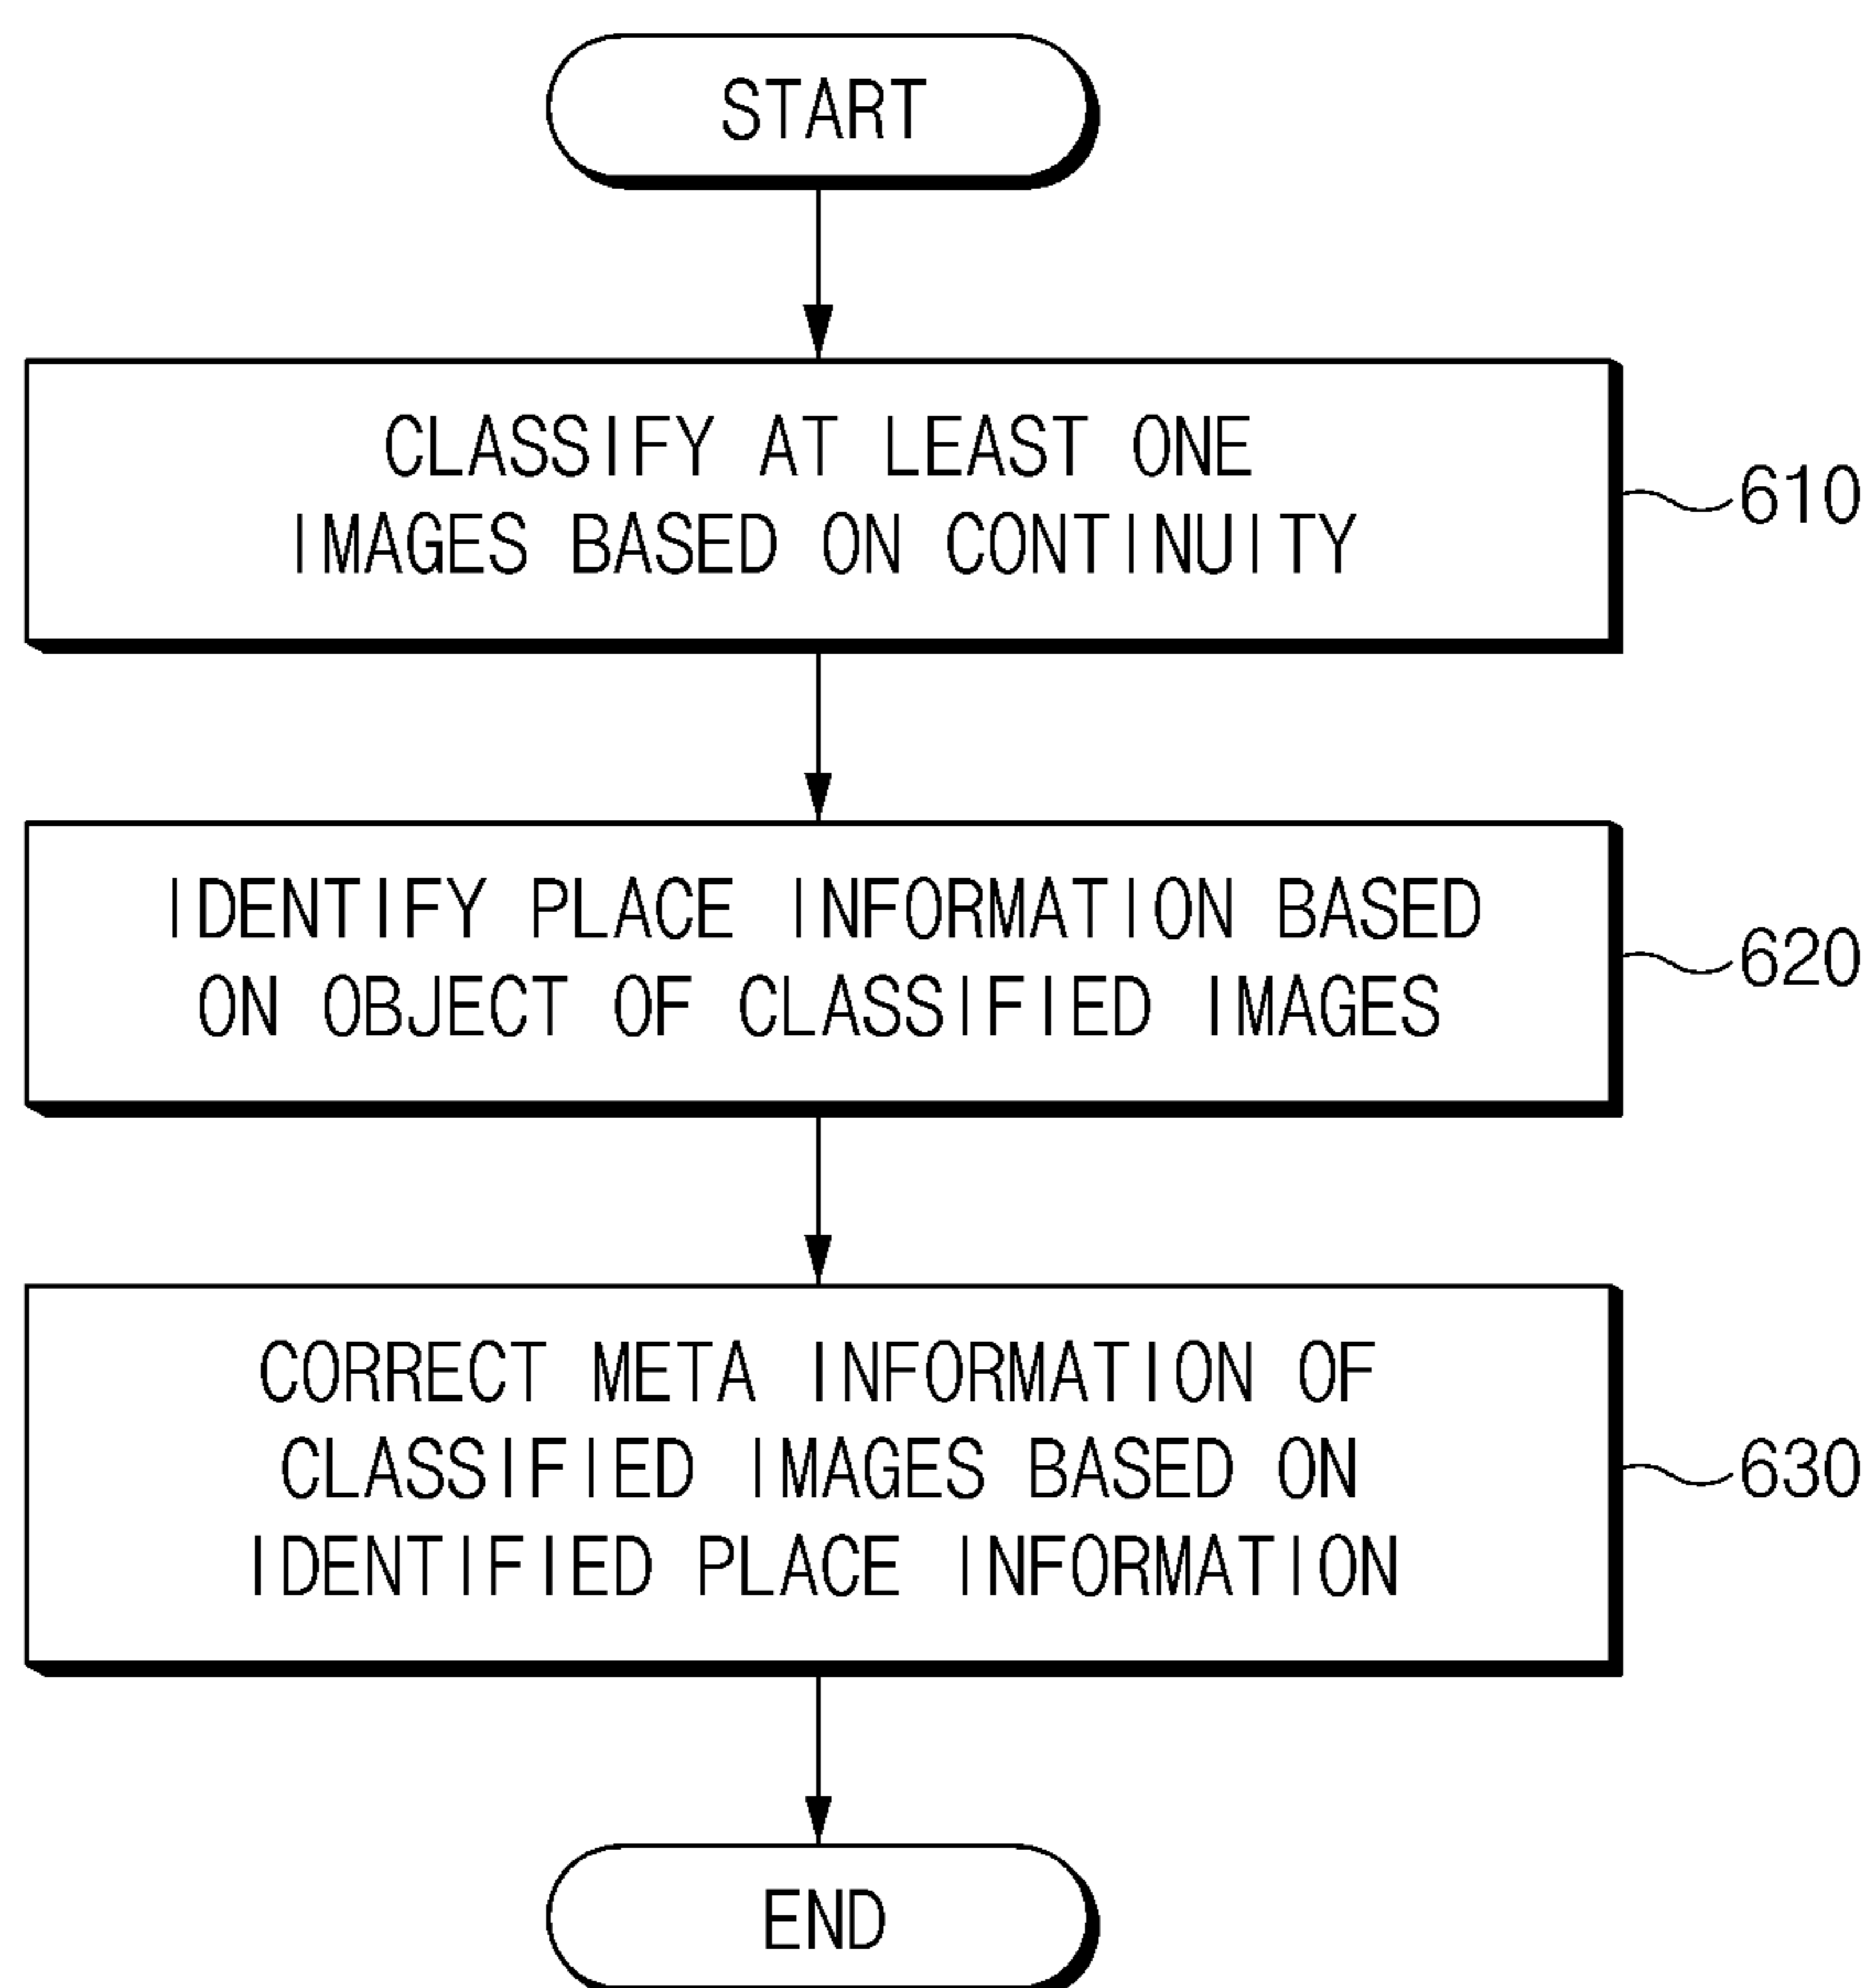 START
CLASSIFY AT LEAST ONE
IMAGES BASED ON CONTINUITY
610
IDENTIFY PLACE INFORMATION BASED
ON OBJECT OF CLASSIFIED IMAGES
620
CORRECT META INFORMATION OF
CLASSIFIED IMAGES BASED ON
IDENTIFIED PLACE INFORMATION
630
END